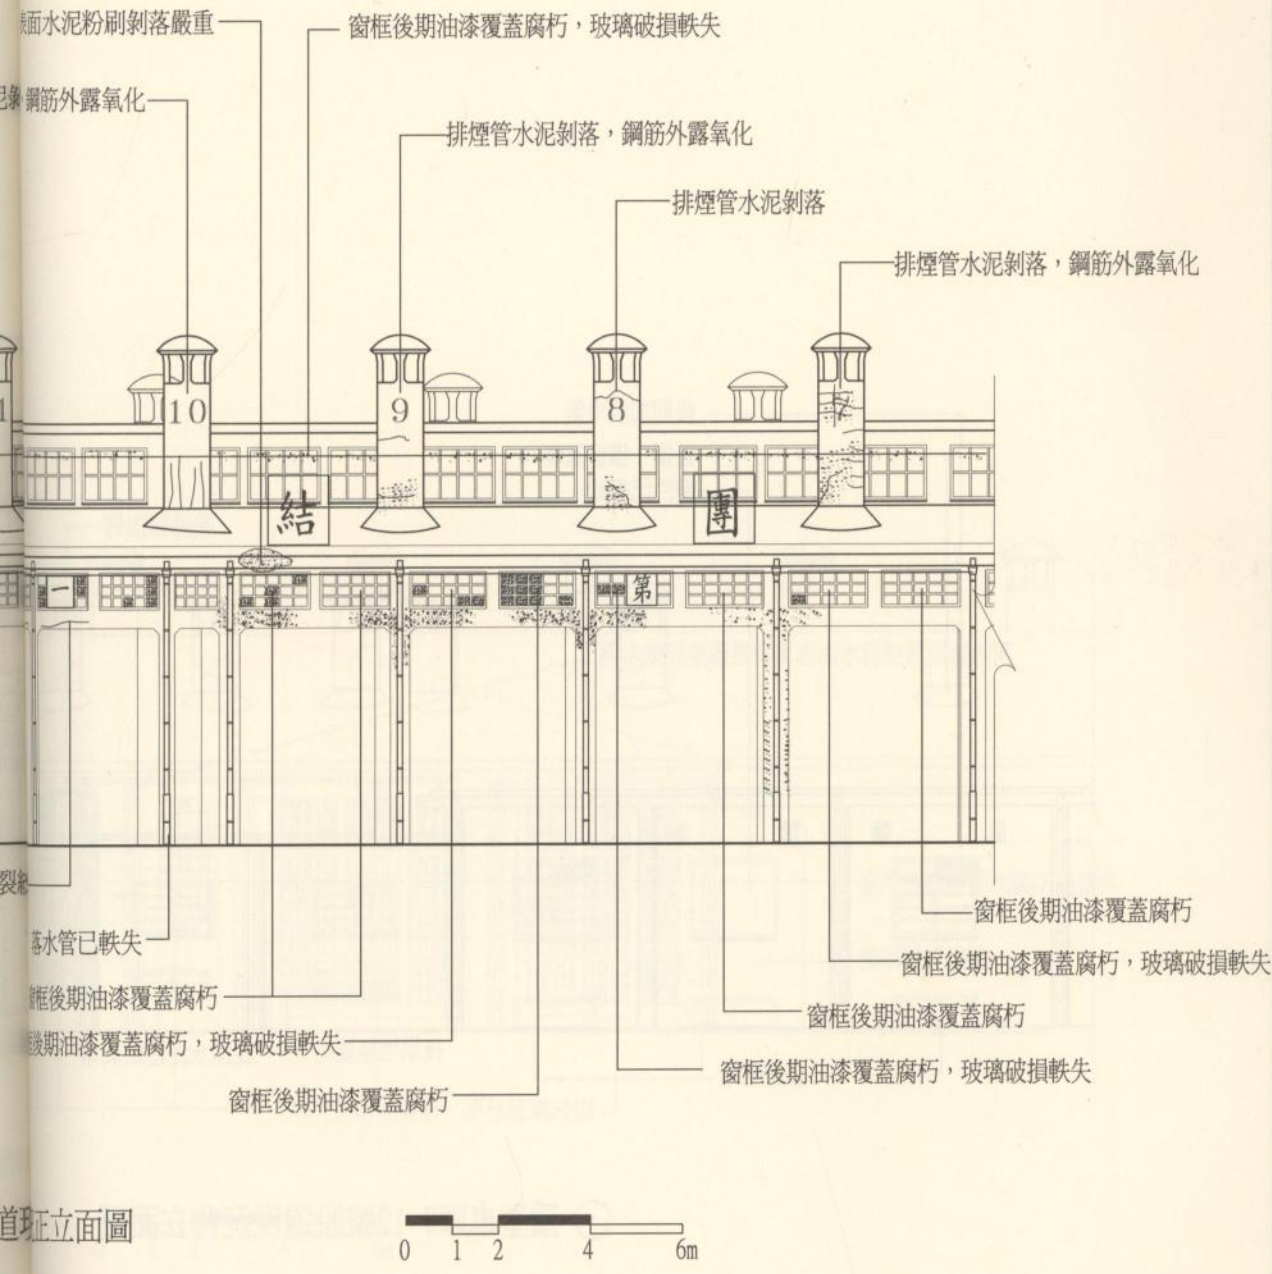 面水泥粉刷剝落嚴重
窗框後期油漆覆蓋腐朽，玻璃破損軼失
鋼筋外露氧化
排煙管水泥剝落，鋼筋外露氧化
排煙管水泥剝落
排煙管水泥剝落，鋼筋外露氧化
10
9
8
7
結
團
一
第
窗框後期油漆覆蓋腐朽
落水管已軼失
窗框後期油漆覆蓋腐朽，玻璃破損軼失
框後期油漆覆蓋腐朽
窗框後期油漆覆蓋腐朽
期油漆覆蓋腐朽，玻璃破損軼失
窗框後期油漆覆蓋腐朽，玻璃破損軼失
窗框後期油漆覆蓋腐朽
道班正立面圖
0 1 2 4 6m